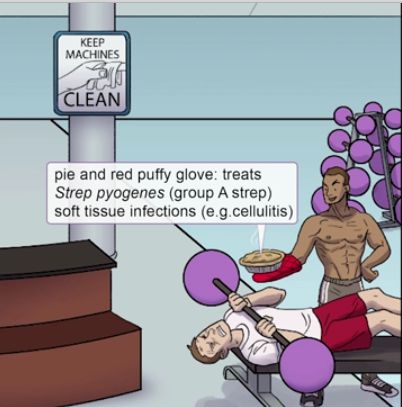 KEEP
MACHINES
CLEAN
pie and red puffy glove: treats
Strep pyogenes (group A strep)
soft tissue infections (e.g.cellulitis)